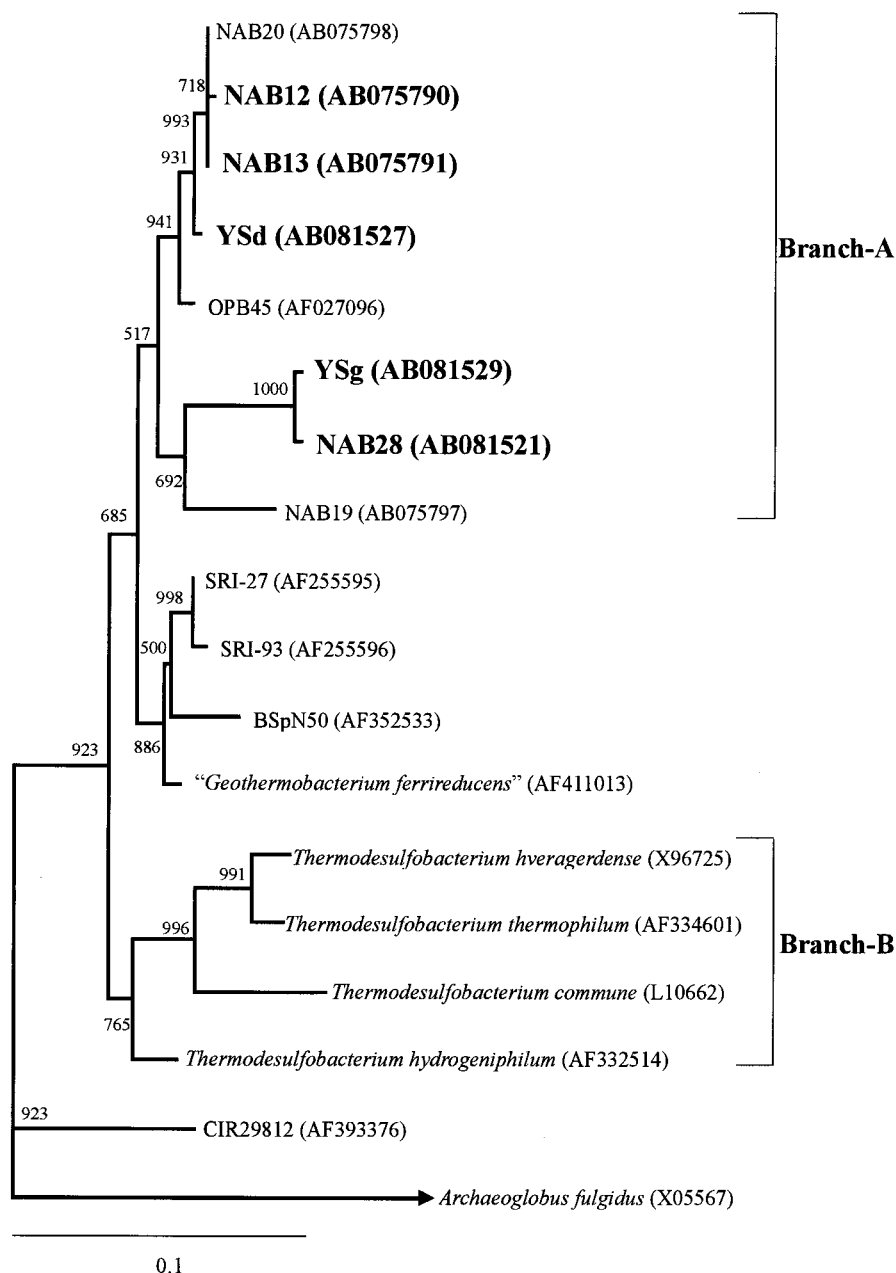 NAB20 (AB075798)
718
NAB12 (AB075790)
993
931
NAB13 (AB075791)
941
YSd (AB081527)
Branch-A
OPB45 (AF027096)
517
YSg (AB081529)
1000
NAB28 (AB081521)
692
NAB19 (AB075797)
685
SRI-27 (AF255595)
998
SRI-93 (AF255596)
500
BSpN50 (AF352533)
923
886
“Geothermobacterium ferrireducens” (AF411013)
Thermodesulfobacterium hveragerdense (X96725)
991
Thermodesulfobacterium thermophilum (AF334601)
996
Branch-B
Thermodesulfobacterium commune (L10662)
765
Thermodesulfobacterium hydrogeniphilum (AF332514)
923
CIR29812 (AF393376)
Archaeoglobus fulgidus (X05567)
0.1